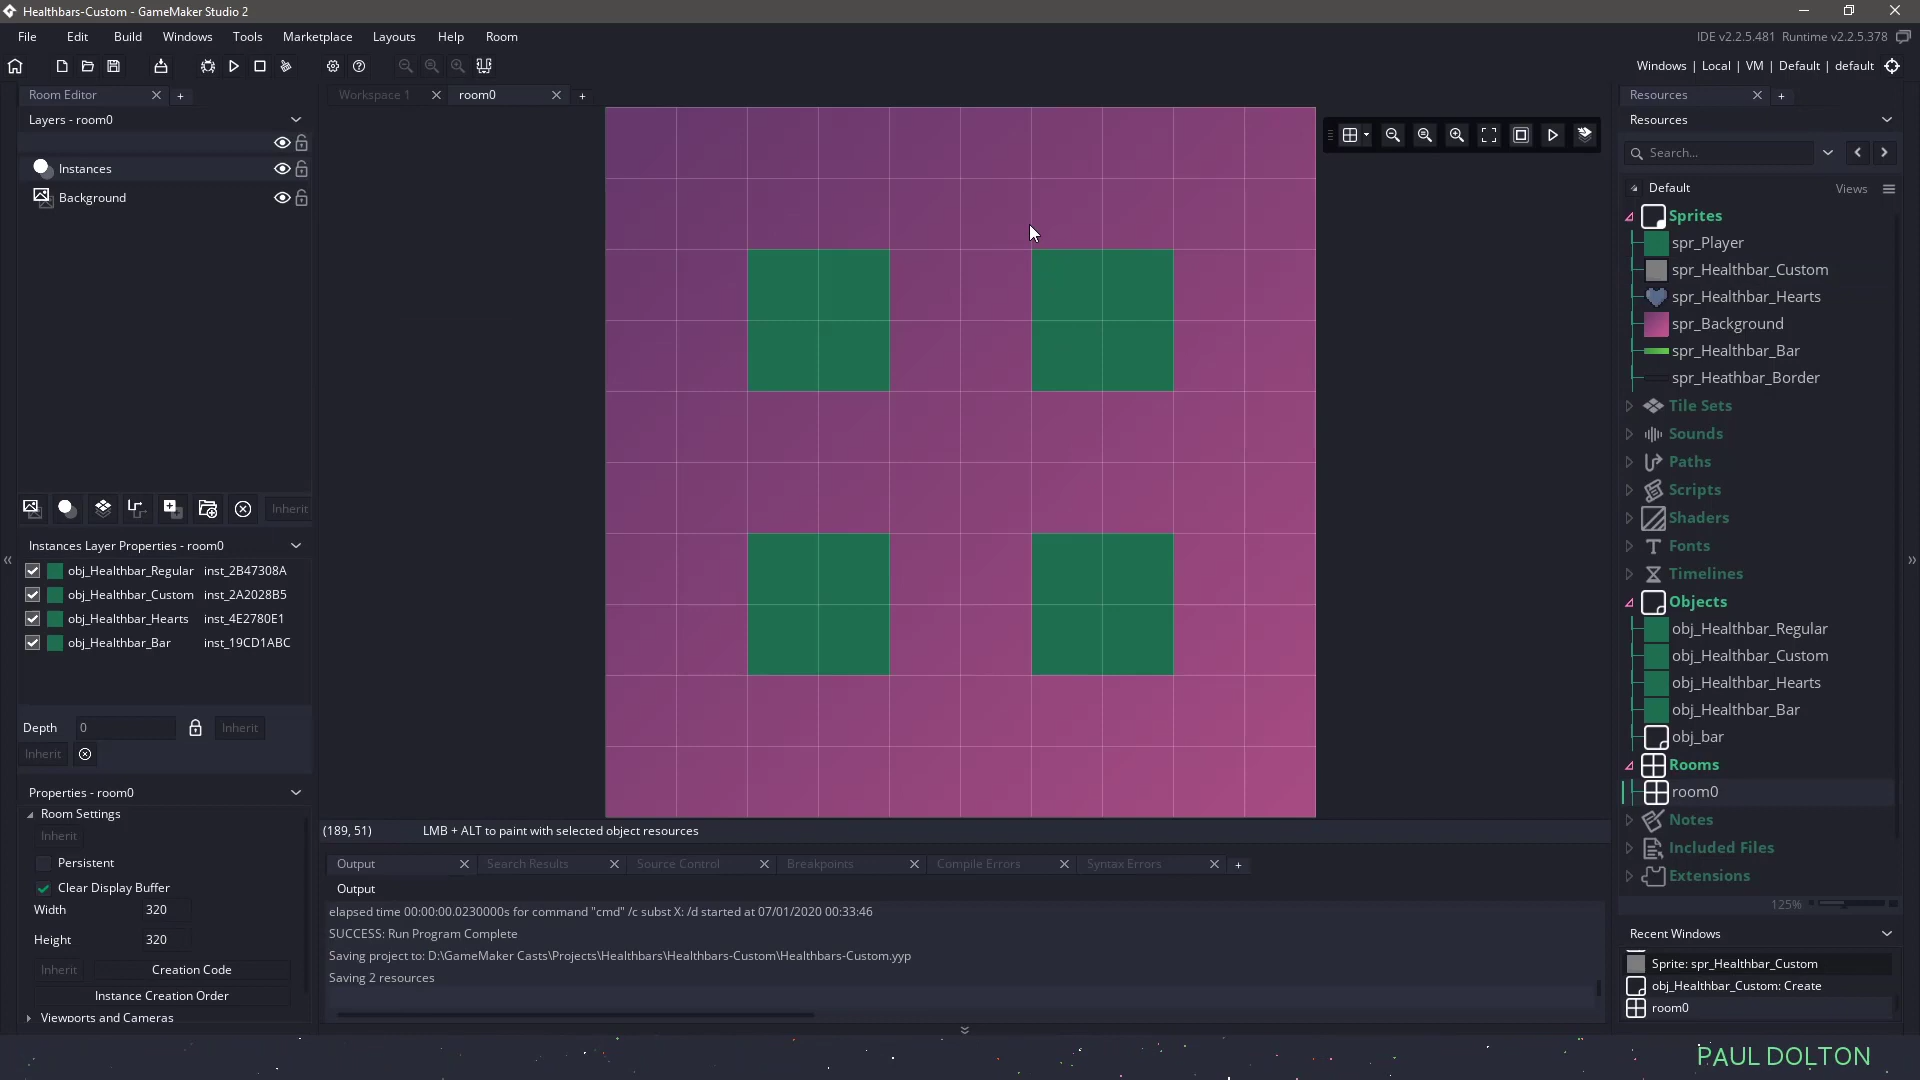 Healthbars-Custom - GameMaker Studio 2
File Edit Build Windows Tools Marketplace Layouts Help Room
IDE v2.2.5.481 Runtime v2.2.5.378
Windows | Local | VM | Default | default
Room Editor
Workspace 1
room0
Resources
Layers - room0
Resources
Search...
Instances
Background
Default
Views
Sprites
spr_Player
spr_Healthbar_Custom
spr_Healthbar_Hearts
spr_Background
spr_Healthbar_Bar
spr_Heathbar_Border
Tile Sets
Sounds
Paths
Scripts
Shaders
Fonts
Timelines
Objects
obj_Healthbar_Regular
obj_Healthbar_Custom
obj_Healthbar_Hearts
obj_Healthbar_Bar
obj_bar
Rooms
room0
Notes
Included Files
Extensions
125%
Inherit
Instances Layer Properties - room0
obj_Healthbar_Regular inst_2B47308A
obj_Healthbar_Custom inst_2A2028B5
obj_Healthbar_Hearts inst_4E2780E1
obj_Healthbar_Bar inst_19CD1ABC
Depth 0 Inherit
Inherit
Properties - room0
Room Settings
Inherit
Persistent
Clear Display Buffer
Width 320
Height 320
Inherit Creation Code
Instance Creation Order
Viewports and Cameras
(189, 51) LMB + ALT to paint with selected object resources
Output Search Results Source Control Breakpoints Compile Errors Syntax Errors
Output
elapsed time 00:00:00.0230000s for command "cmd" /c subst X: /d started at 07/01/2020 00:33:46
SUCCESS: Run Program Complete
Saving project to: D:\GameMaker Casts\Projects\Healthbars\Healthbars-Custom\Healthbars-Custom.yyp
Saving 2 resources
Recent Windows
Sprite: spr_Healthbar_Custom
obj_Healthbar_Custom: Create
room0
PAUL DOLTON